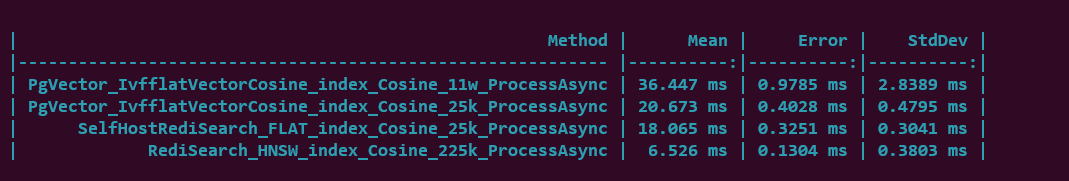 | Method | Mean | Error | StdDev |
|----------------------------------------------------------- |----------:|----------:|----------:|
| PgVector_IvfflatVectorCosine_index_Cosine_11w_ProcessAsync | 36.447 ms | 0.9785 ms | 2.8389 ms |
| PgVector_IvfflatVectorCosine_index_Cosine_25k_ProcessAsync | 20.673 ms | 0.4028 ms | 0.4795 ms |
| SelfHostRediSearch_FLAT_index_Cosine_25k_ProcessAsync | 18.065 ms | 0.3251 ms | 0.3041 ms |
| RediSearch_HNSW_index_Cosine_225k_ProcessAsync | 6.526 ms | 0.1304 ms | 0.3803 ms |